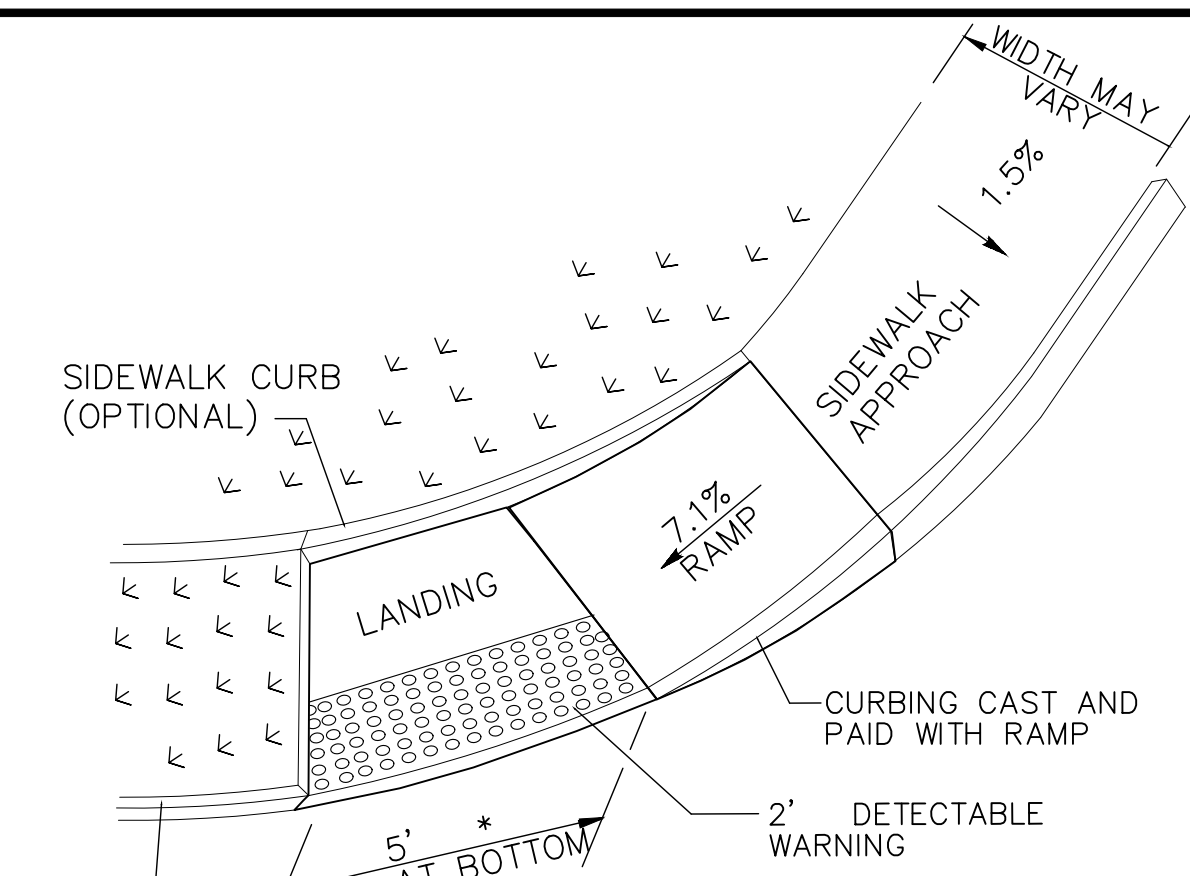 WIDTH MAY
VARY
1.5%
SIDEWALK
APPROACH
SIDEWALK CURB
(OPTIONAL)
7.1%
RAMP
LANDING
CURBING CAST AND
PAID WITH RAMP
2' DETECTABLE
WARNING
5' *
AT BOTTOM